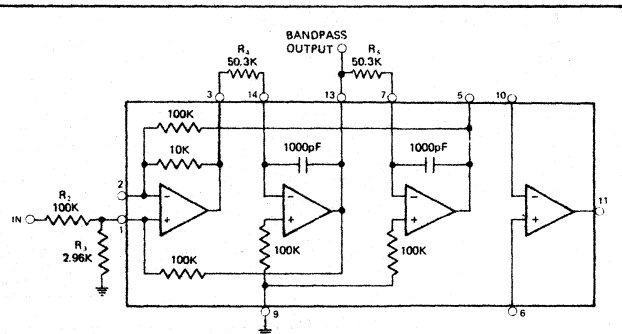 BANDPASS
OUTPUT
R4
50.3K
R5
50.3K
3
14
13
7
5
10
100K
10K
1000pF
1000pF
2
R2
100K
IN
1
R3
2.96K
100K
100K
100K
11
9
6